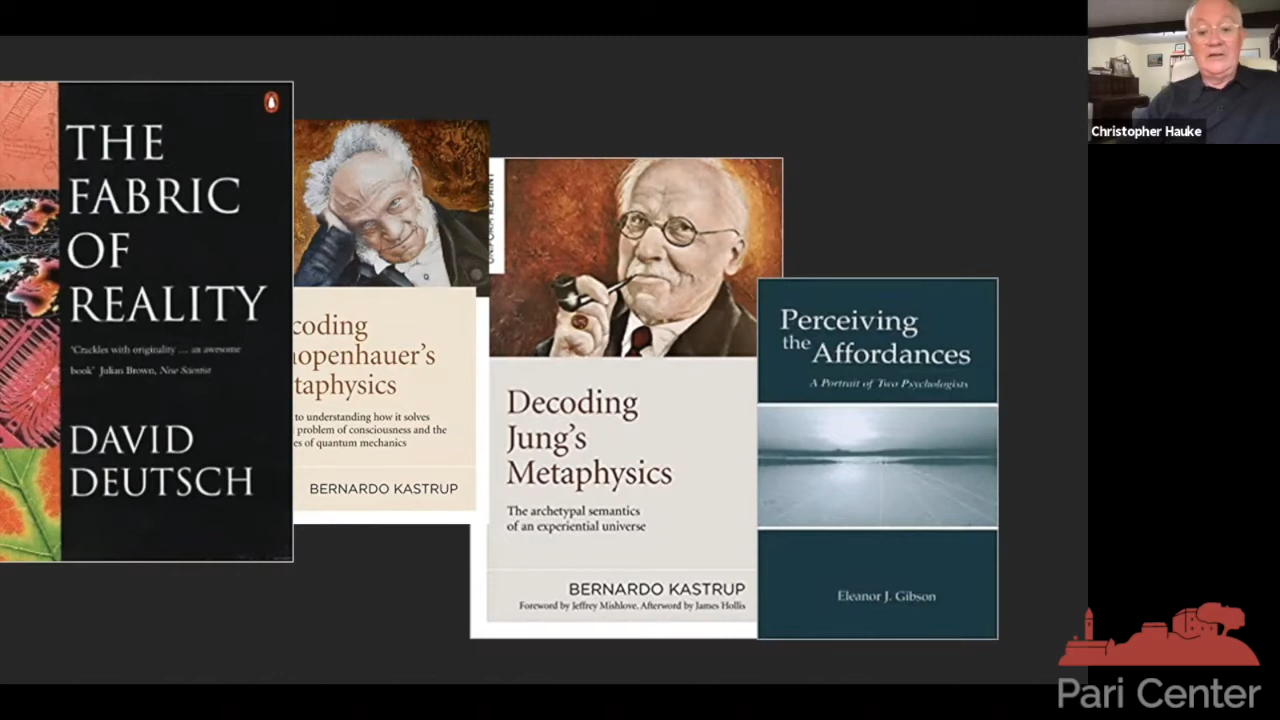 THE
FABRIC
OF
REALITY
'Crackles with originality ... an awesome
book' Julian Brown, New Scientist
DAVID
DEUTSCH
coding
hopenhauer's
taphysics
to understanding how it solves
problem of consciousness and the
es of quantum mechanics
BERNARDO KASTRUP
Decoding
Jung's
Metaphysics
The archetypal semantics
of an experiential universe
BERNARDO KASTRUP
Foreword by Jeffrey Mishlove. Afterword by James Hollis
Perceiving
the Affordances
A Portrait of Two Psychologists
Eleanor J. Gibson
Christopher Hauke
Pari Center